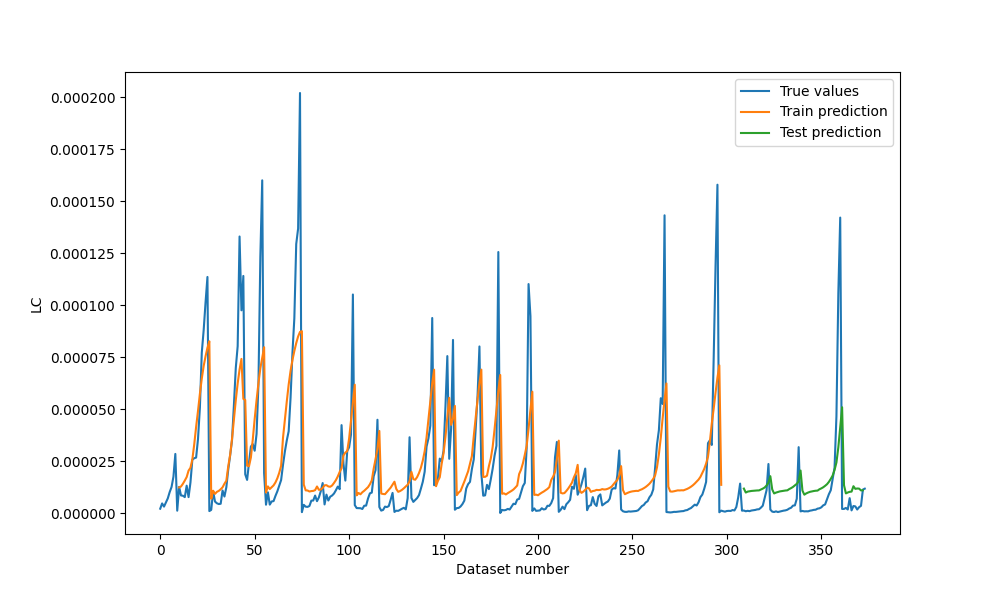 True values
Train prediction
Test prediction
0.000200
0.000175
0.000150
0.000125
0.000100
0.000075
0.000050
0.000025
0.000000
LC
0 50 100 150 200 250 300 350
Dataset number